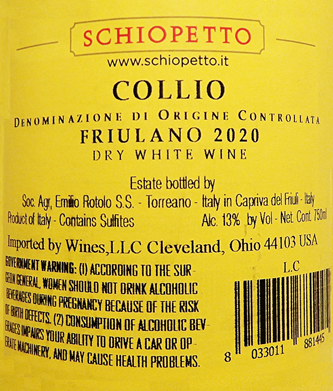 SCHIOPETTO
www.schiopetto.it
COLLIO
DENOMINAZIONE DI ORIGINE CONTROLLATA
FRIULANO 2020
DRY WHITE WINE
Estate bottled by
Soc. Agr, Emilio Rotolo S.S. - Torreano - Italy in Capriva del Friuli - Italy
Product of Italy - Contains Sulfites Alc. 13% by Vol - Net. Cont. 750ml
Imported by Wines,LLC Cleveland, Ohio 44103 USA
GOVERNMENT WARNING: (1) ACCORDING TO THE SUR-
GEON GENERAL, WOMEN SHOULD NOT DRINK ALCOHOLIC
BEVERAGES DURING PREGNANCY BECAUSE OF THE RISK
OF BIRTH DEFECTS. (2) CONSUMPTION OF ALCOHOLIC BEV-
ERAGES IMPAIRS YOUR ABILITY TO DRIVE A CAR OR OP-
ERATE MACHINERY, AND MAY CAUSE HEALTH PROBLEMS.
L.C
8 033011 881445